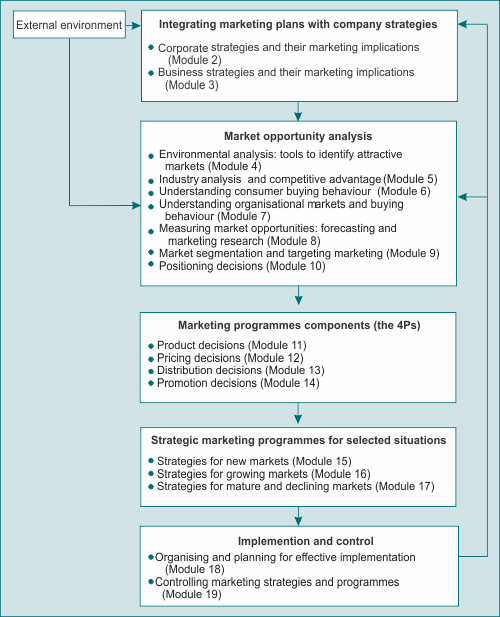 External environment
Integrating marketing plans with company strategies
Corporate strategies and their marketing implications
(Module 2)
Business strategies and their marketing implications
(Module 3)
Market opportunity analysis
Environmental analysis: tools to identify attractive
markets (Module 4)
Industry analysis and competitive advantage (Module 5)
Understanding consumer buying behaviour (Module 6)
Understanding organisational markets and buying
behaviour (Module 7)
Measuring market opportunities: forecasting and
marketing research (Module 8)
Market segmentation and targeting marketing (Module 9)
Positioning decisions (Module 10)
Marketing programmes components (the 4Ps)
Product decisions (Module 11)
Pricing decisions (Module 12)
Distribution decisions (Module 13)
Promotion decisions (Module 14)
Strategic marketing programmes for selected situations
Strategies for new markets (Module 15)
Strategies for growing markets (Module 16)
Strategies for mature and declining markets (Module 17)
Implemention and control
Organising and planning for effective implementation
(Module 18)
Controlling marketing strategies and programmes
(Module 19)